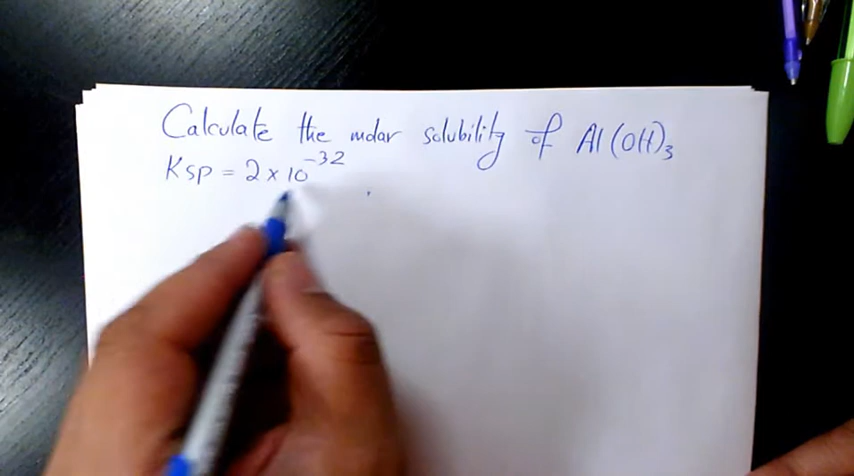 Calculate the molar solubility of Al(OH)₃
Ksp = 2 × 10⁻³²